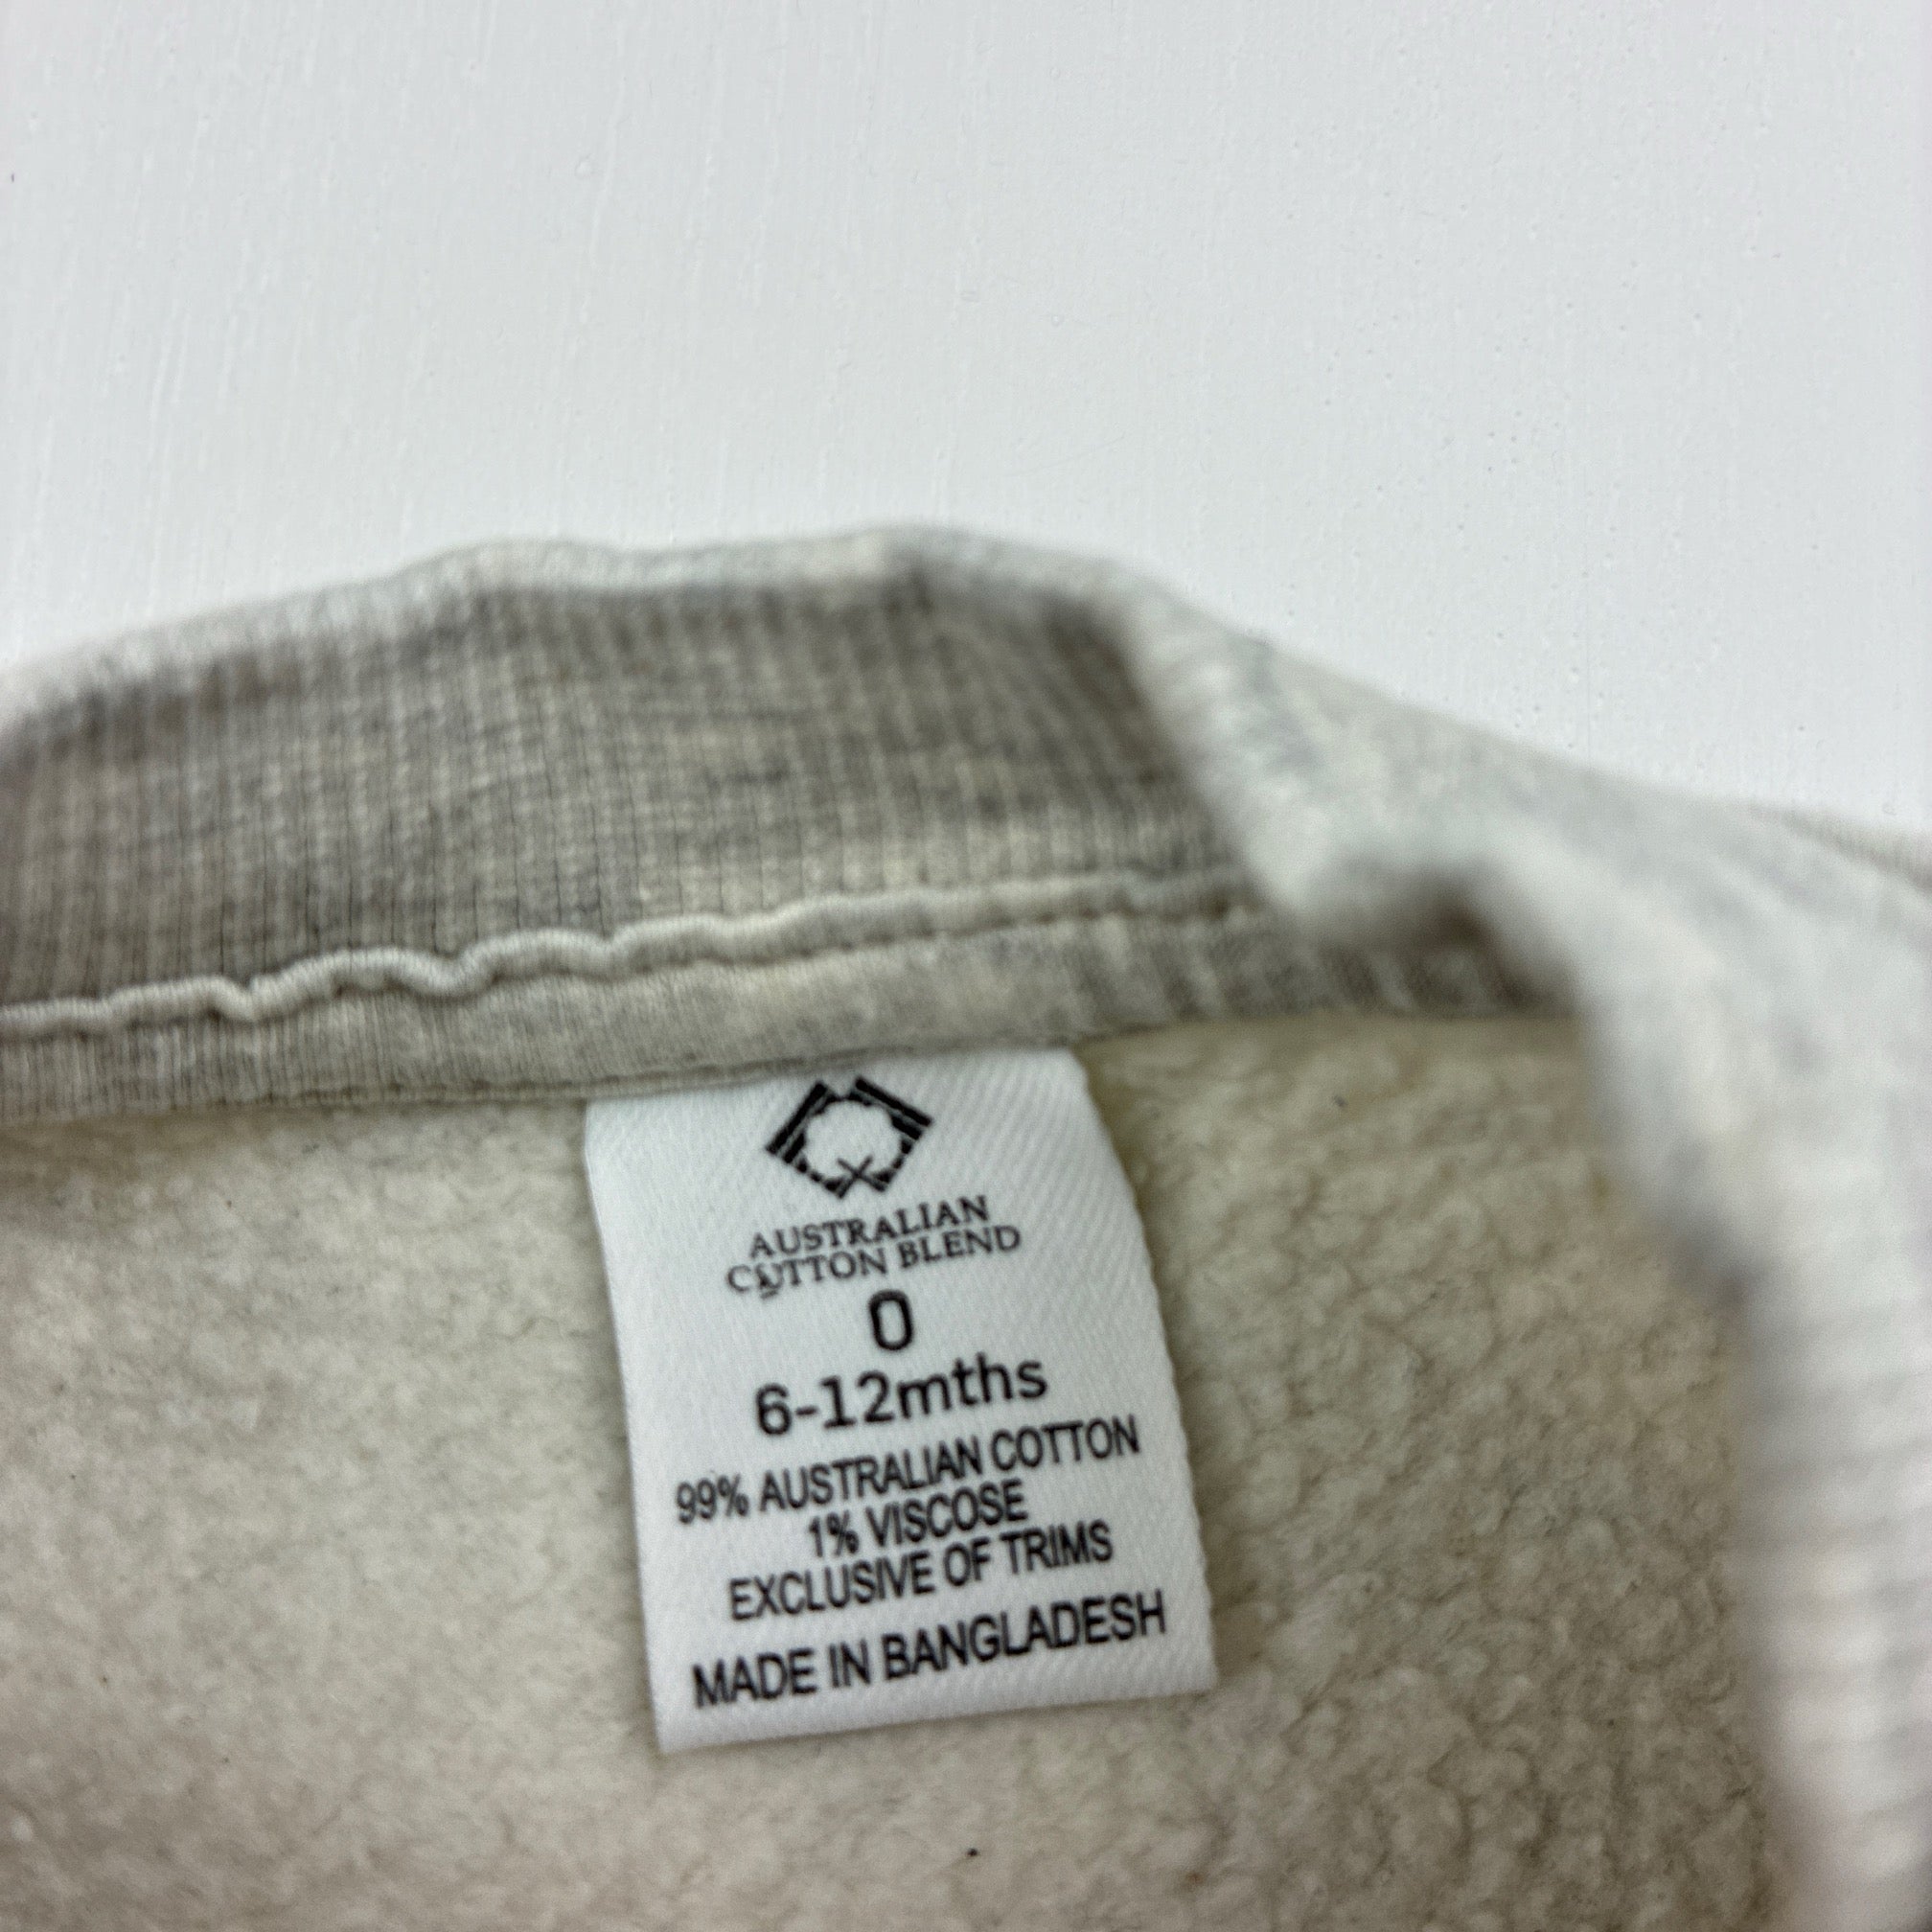 AUSTRALIAN
COTTON BLEND
0
6-12mths
99% AUSTRALIAN COTTON
1% VISCOSE
EXCLUSIVE OF TRIMS
MADE IN BANGLADESH